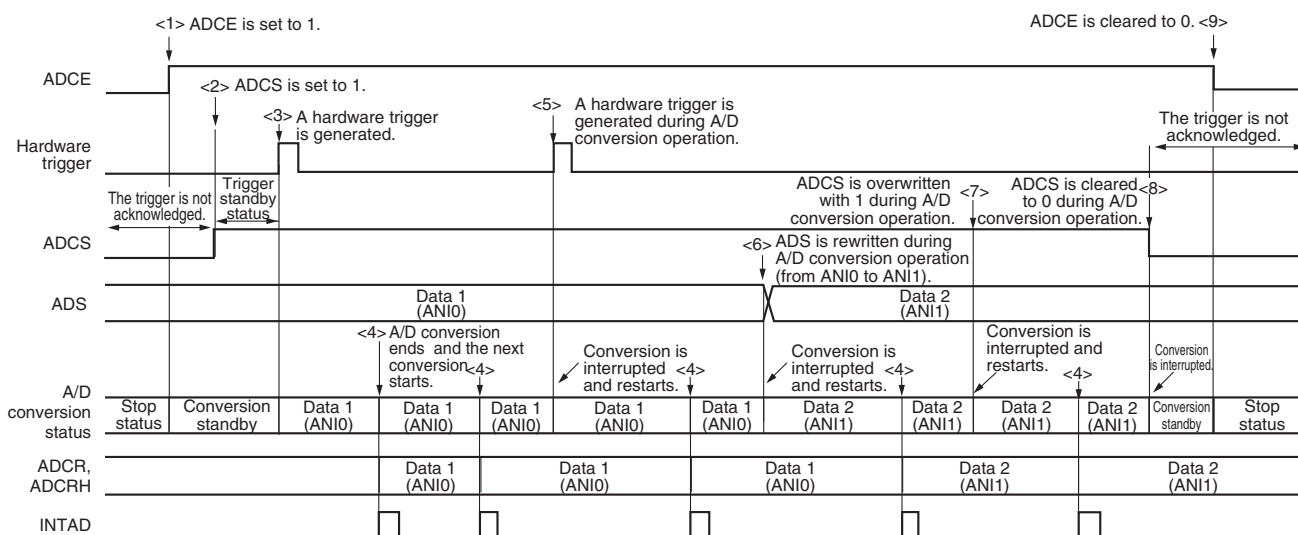 <1> ADCE is set to 1.
ADCE is cleared to 0. <9>
ADCE
<2> ADCS is set to 1.
<3> A hardware trigger
is generated.
<5> A hardware trigger is
generated during A/D
conversion operation.
The trigger is not
acknowledged.
Hardware
trigger
The trigger is not
acknowledged.
Trigger
standby
status
ADCS is overwritten
with 1 during A/D
conversion operation.
<7>
ADCS is cleared
to 0 during A/D
conversion operation.
<8>
ADCS
<6> ADS is rewritten during
A/D conversion operation
(from ANI0 to ANI1).
ADS
Data 1
(ANI0)
Data 2
(ANI1)
<4> A/D conversion
ends and the next
conversion
starts.
<4>
Conversion is
interrupted
and restarts.
<4>
Conversion is
interrupted
and restarts.
<4>
Conversion is
interrupted and
restarts.
<4>
Conversion
is interrupted.
A/D
conversion
status
Stop
status
Conversion
standby
Data 1
(ANI0)
Data 1
(ANI0)
Data 1
(ANI0)
Data 1
(ANI0)
Data 1
(ANI0)
Data 2
(ANI1)
Data 2
(ANI1)
Data 2
(ANI1)
Data 2
(ANI1)
Conversion
standby
Stop
status
ADCR,
ADCRH
Data 1
(ANI0)
Data 1
(ANI0)
Data 1
(ANI0)
Data 2
(ANI1)
Data 2
(ANI1)
INTAD